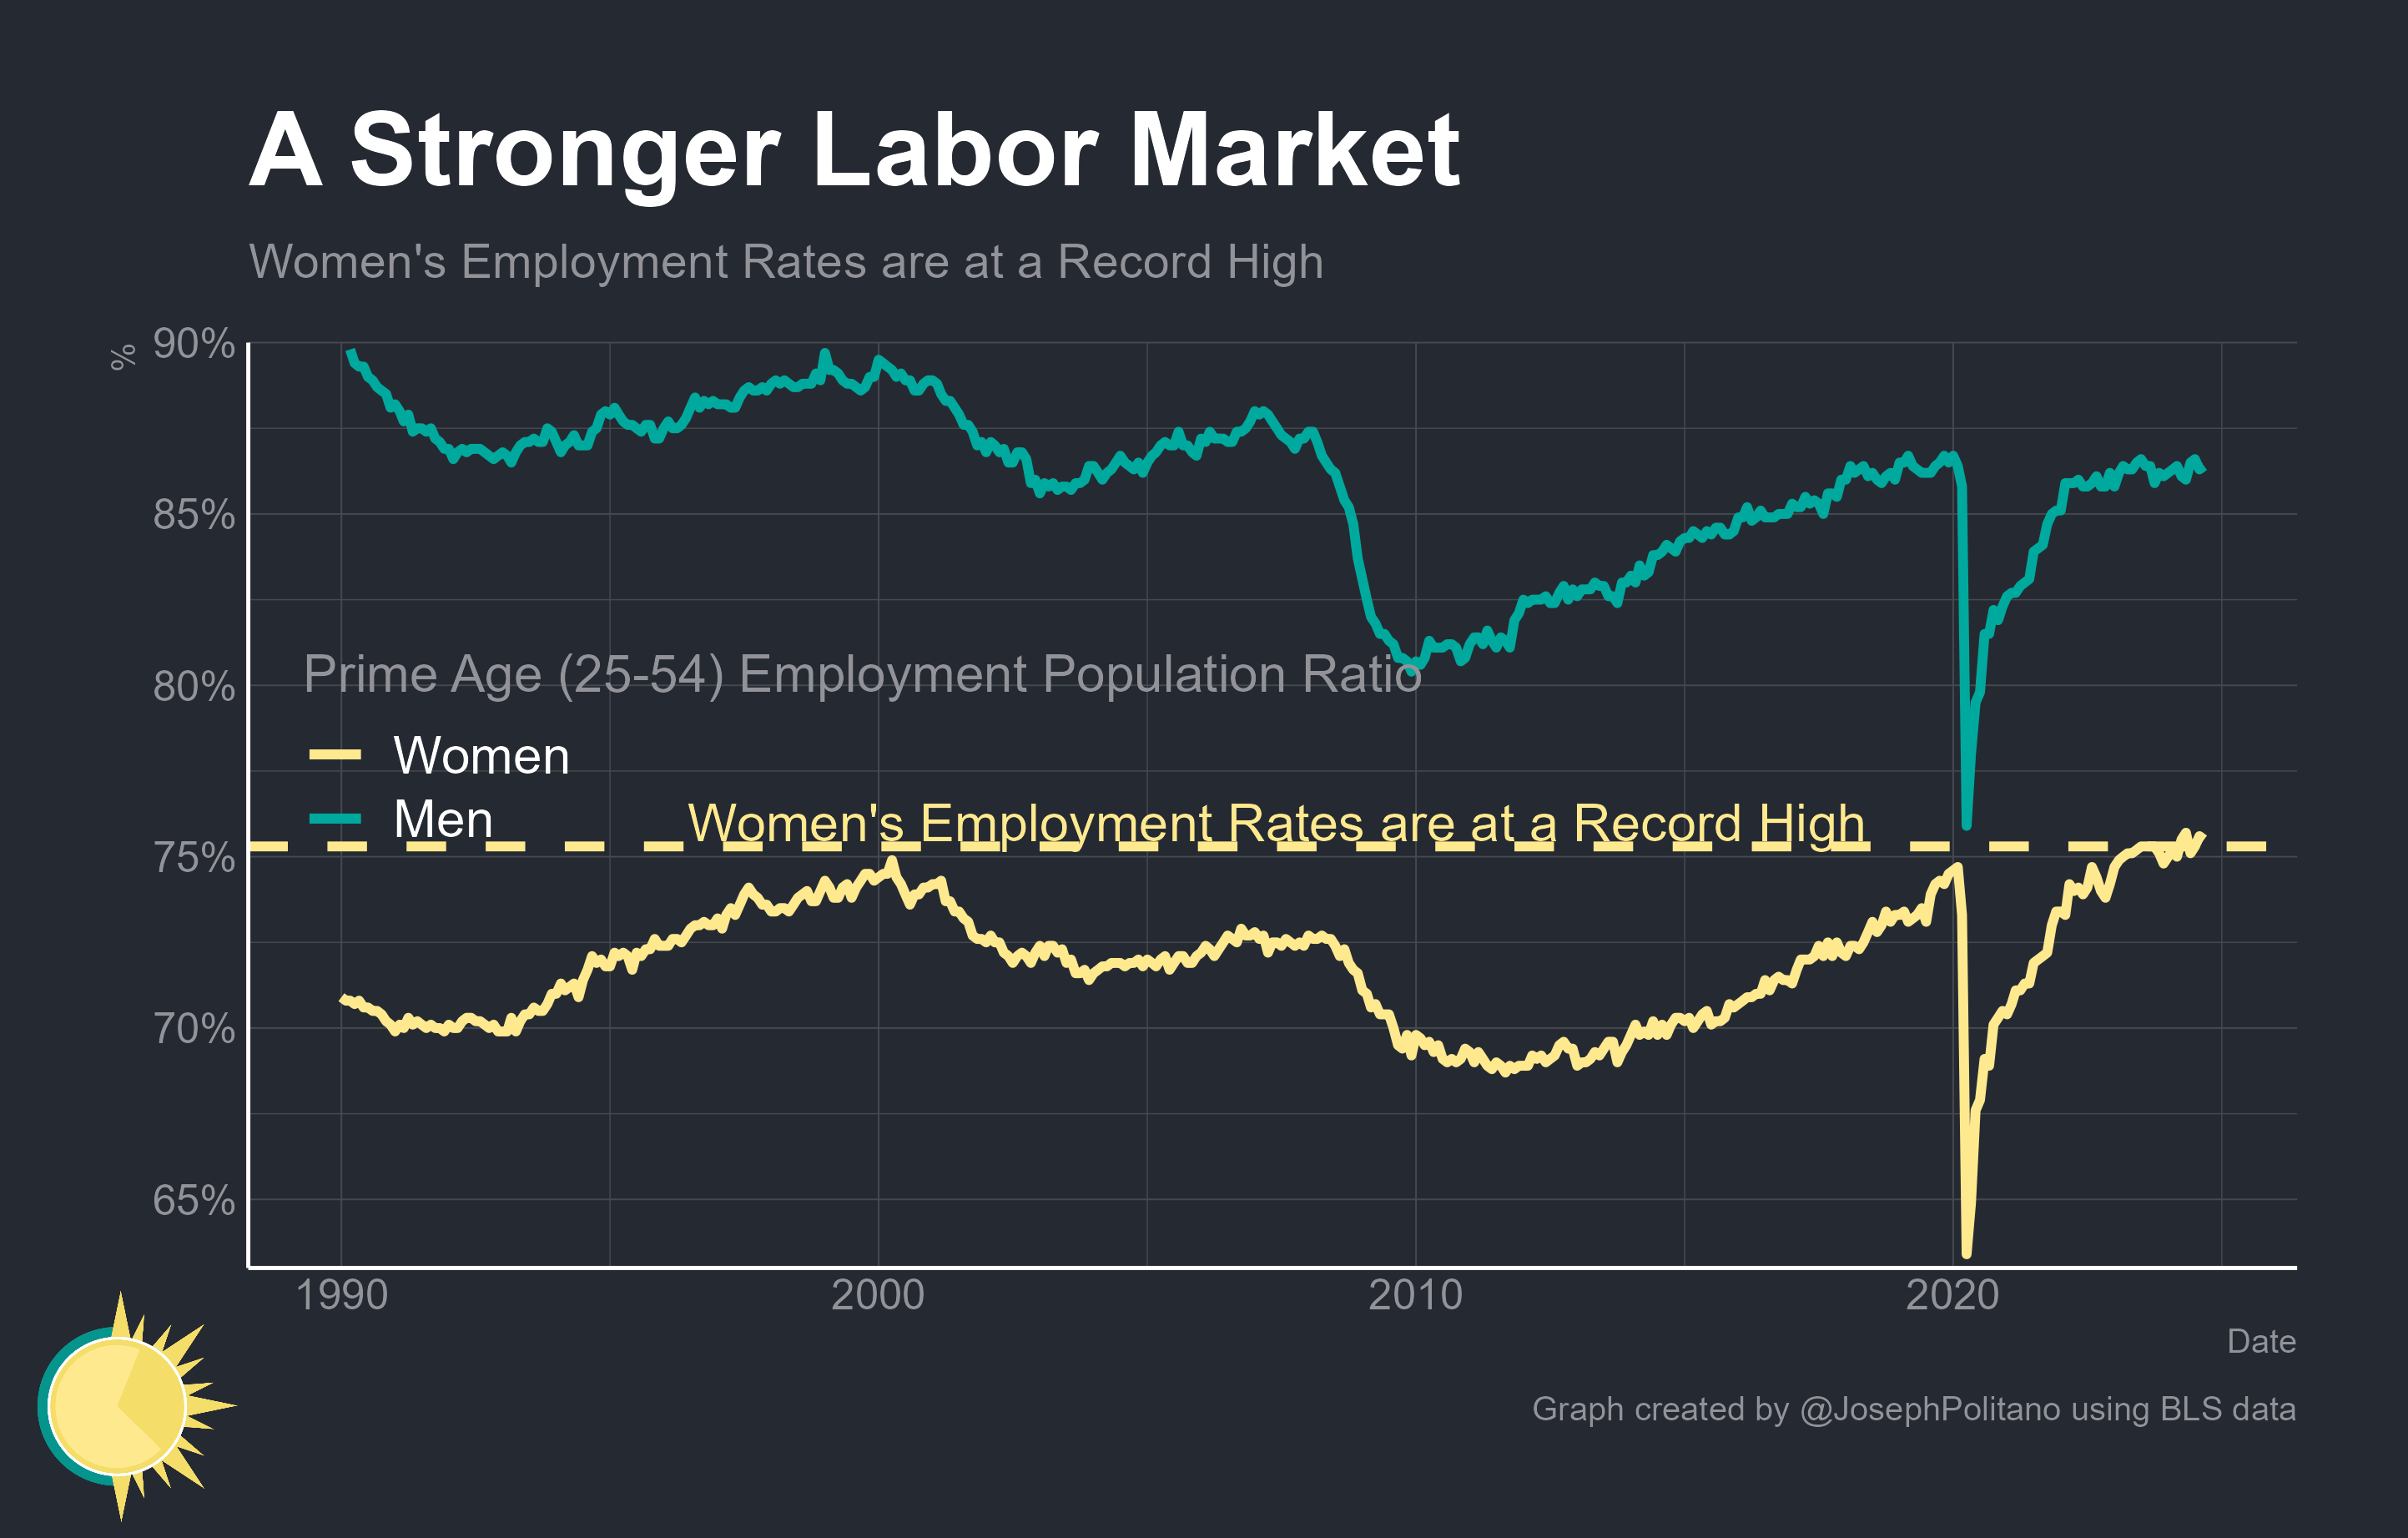 A Stronger Labor Market
Women's Employment Rates are at a Record High
%
90%
85%
80%
75%
70%
65%
Prime Age (25-54) Employment Population Ratio
Women
Men
Women's Employment Rates are at a Record High
1990 2000 2010 2020
Date
Graph created by @JosephPolitano using BLS data